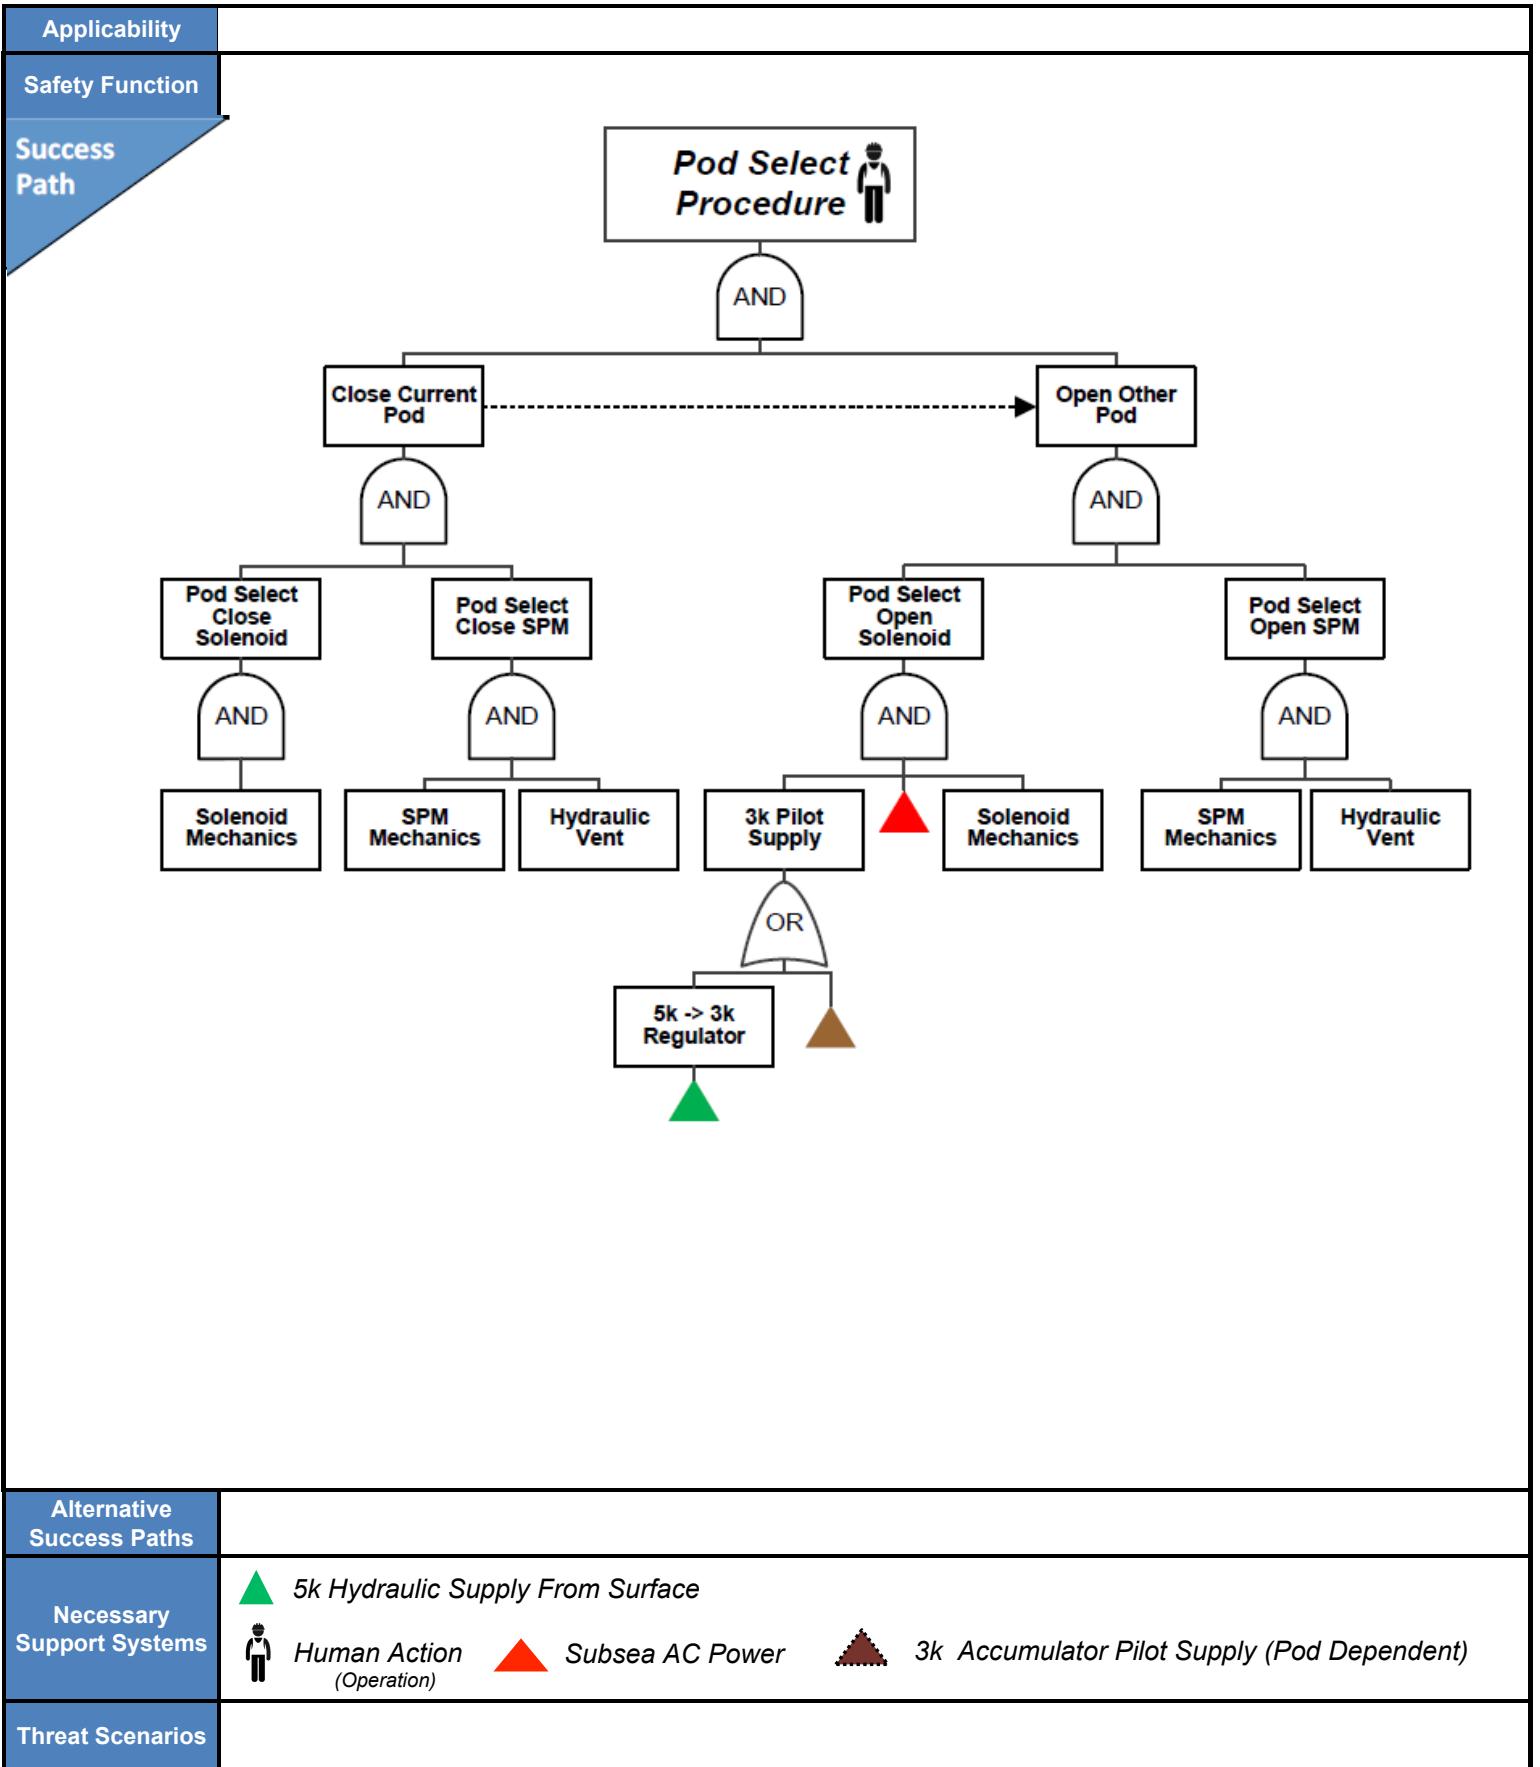 Applicability
Safety Function
Success
Path
Pod Select
Procedure
AND
Close Current
Pod
Open Other
Pod
AND
AND
Pod Select
Close
Solenoid
Pod Select
Close SPM
Pod Select
Open
Solenoid
Pod Select
Open SPM
AND
AND
AND
AND
Solenoid
Mechanics
SPM
Mechanics
Hydraulic
Vent
3k Pilot
Supply
Solenoid
Mechanics
SPM
Mechanics
Hydraulic
Vent
OR
5k -> 3k
Regulator
Alternative
Success Paths
Necessary
Support Systems
5k Hydraulic Supply From Surface
Human Action
(Operation)
Subsea AC Power
3k Accumulator Pilot Supply (Pod Dependent)
Threat Scenarios